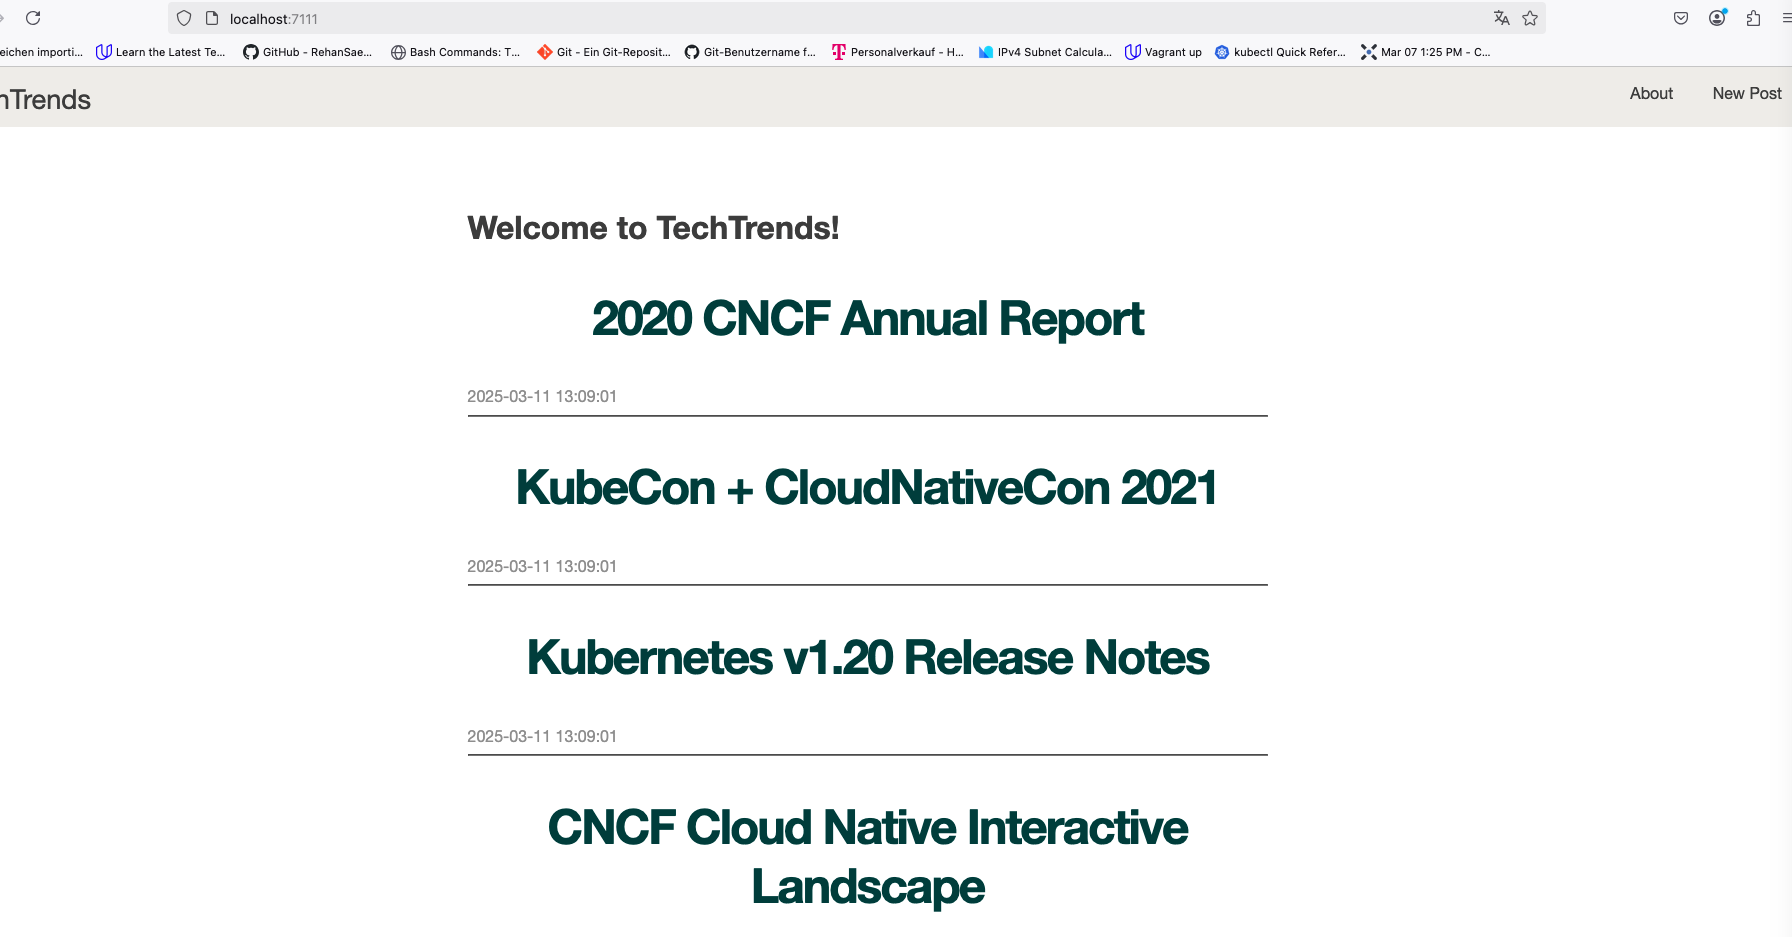 localhost:7111
eichen importi... Learn the Latest Te... GitHub - RehanSae... Bash Commands: T... Git - Ein Git-Reposit... Git-Benutzername f... Personalverkauf - H... IPv4 Subnet Calcula... Vagrant up kubectl Quick Refer... Mar 07 1:25 PM - C...
hTrends About New Post
Welcome to TechTrends!
2020 CNCF Annual Report
2025-03-11 13:09:01
KubeCon + CloudNativeCon 2021
2025-03-11 13:09:01
Kubernetes v1.20 Release Notes
2025-03-11 13:09:01
CNCF Cloud Native Interactive
Landscape